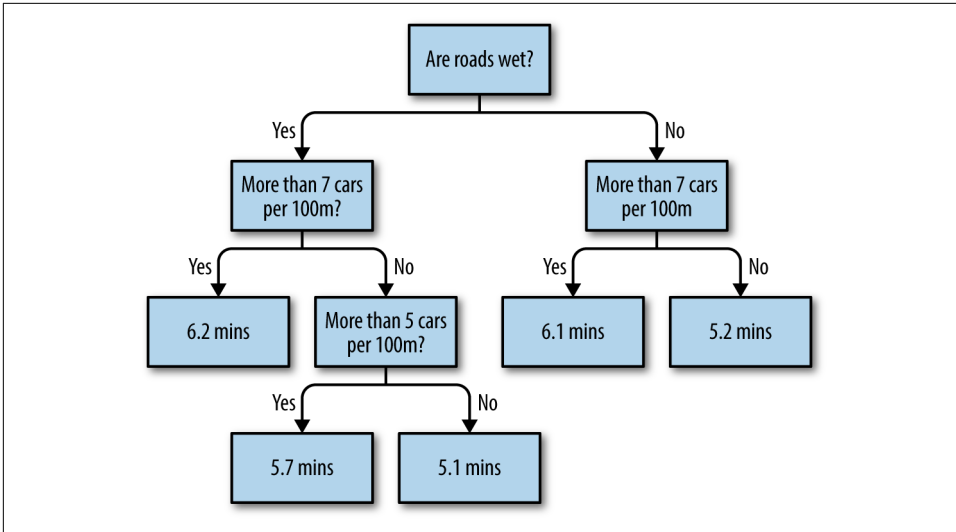 Are roads wet?
Yes
No
More than 7 cars
per 100m?
More than 7 cars
per 100m
Yes
No
Yes
No
6.2 mins
More than 5 cars
per 100m?
6.1 mins
5.2 mins
Yes
No
5.7 mins
5.1 mins